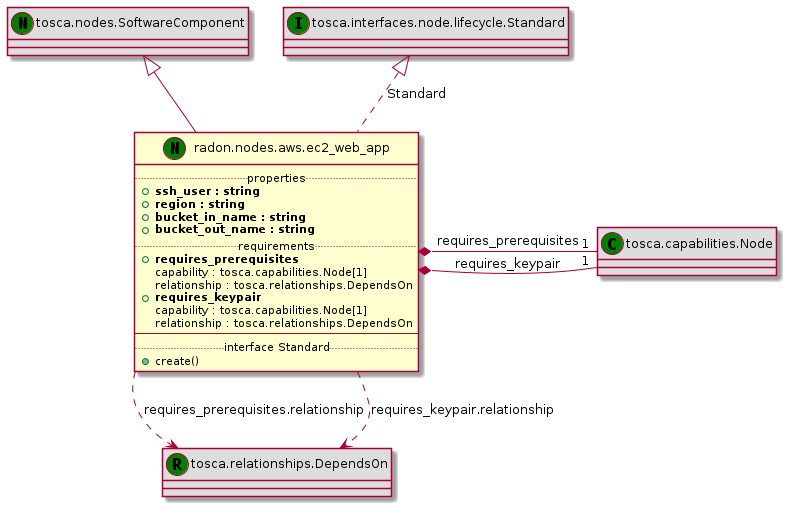 N tosca.nodes.SoftwareComponent
I tosca.interfaces.node.lifecycle.Standard
Standard
N radon.nodes.aws.ec2_web_app
properties
ssh_user : string
region : string
bucket_in_name : string
bucket_out_name : string
requirements
requires_prerequisites
capability : tosca.capabilities.Node[1]
relationship : tosca.relationships.DependsOn
requires_keypair
capability : tosca.capabilities.Node[1]
relationship : tosca.relationships.DependsOn
interface Standard
create()
requires_prerequisites 1
requires_keypair 1
C tosca.capabilities.Node
requires_prerequisites.relationship
requires_keypair.relationship
R tosca.relationships.DependsOn